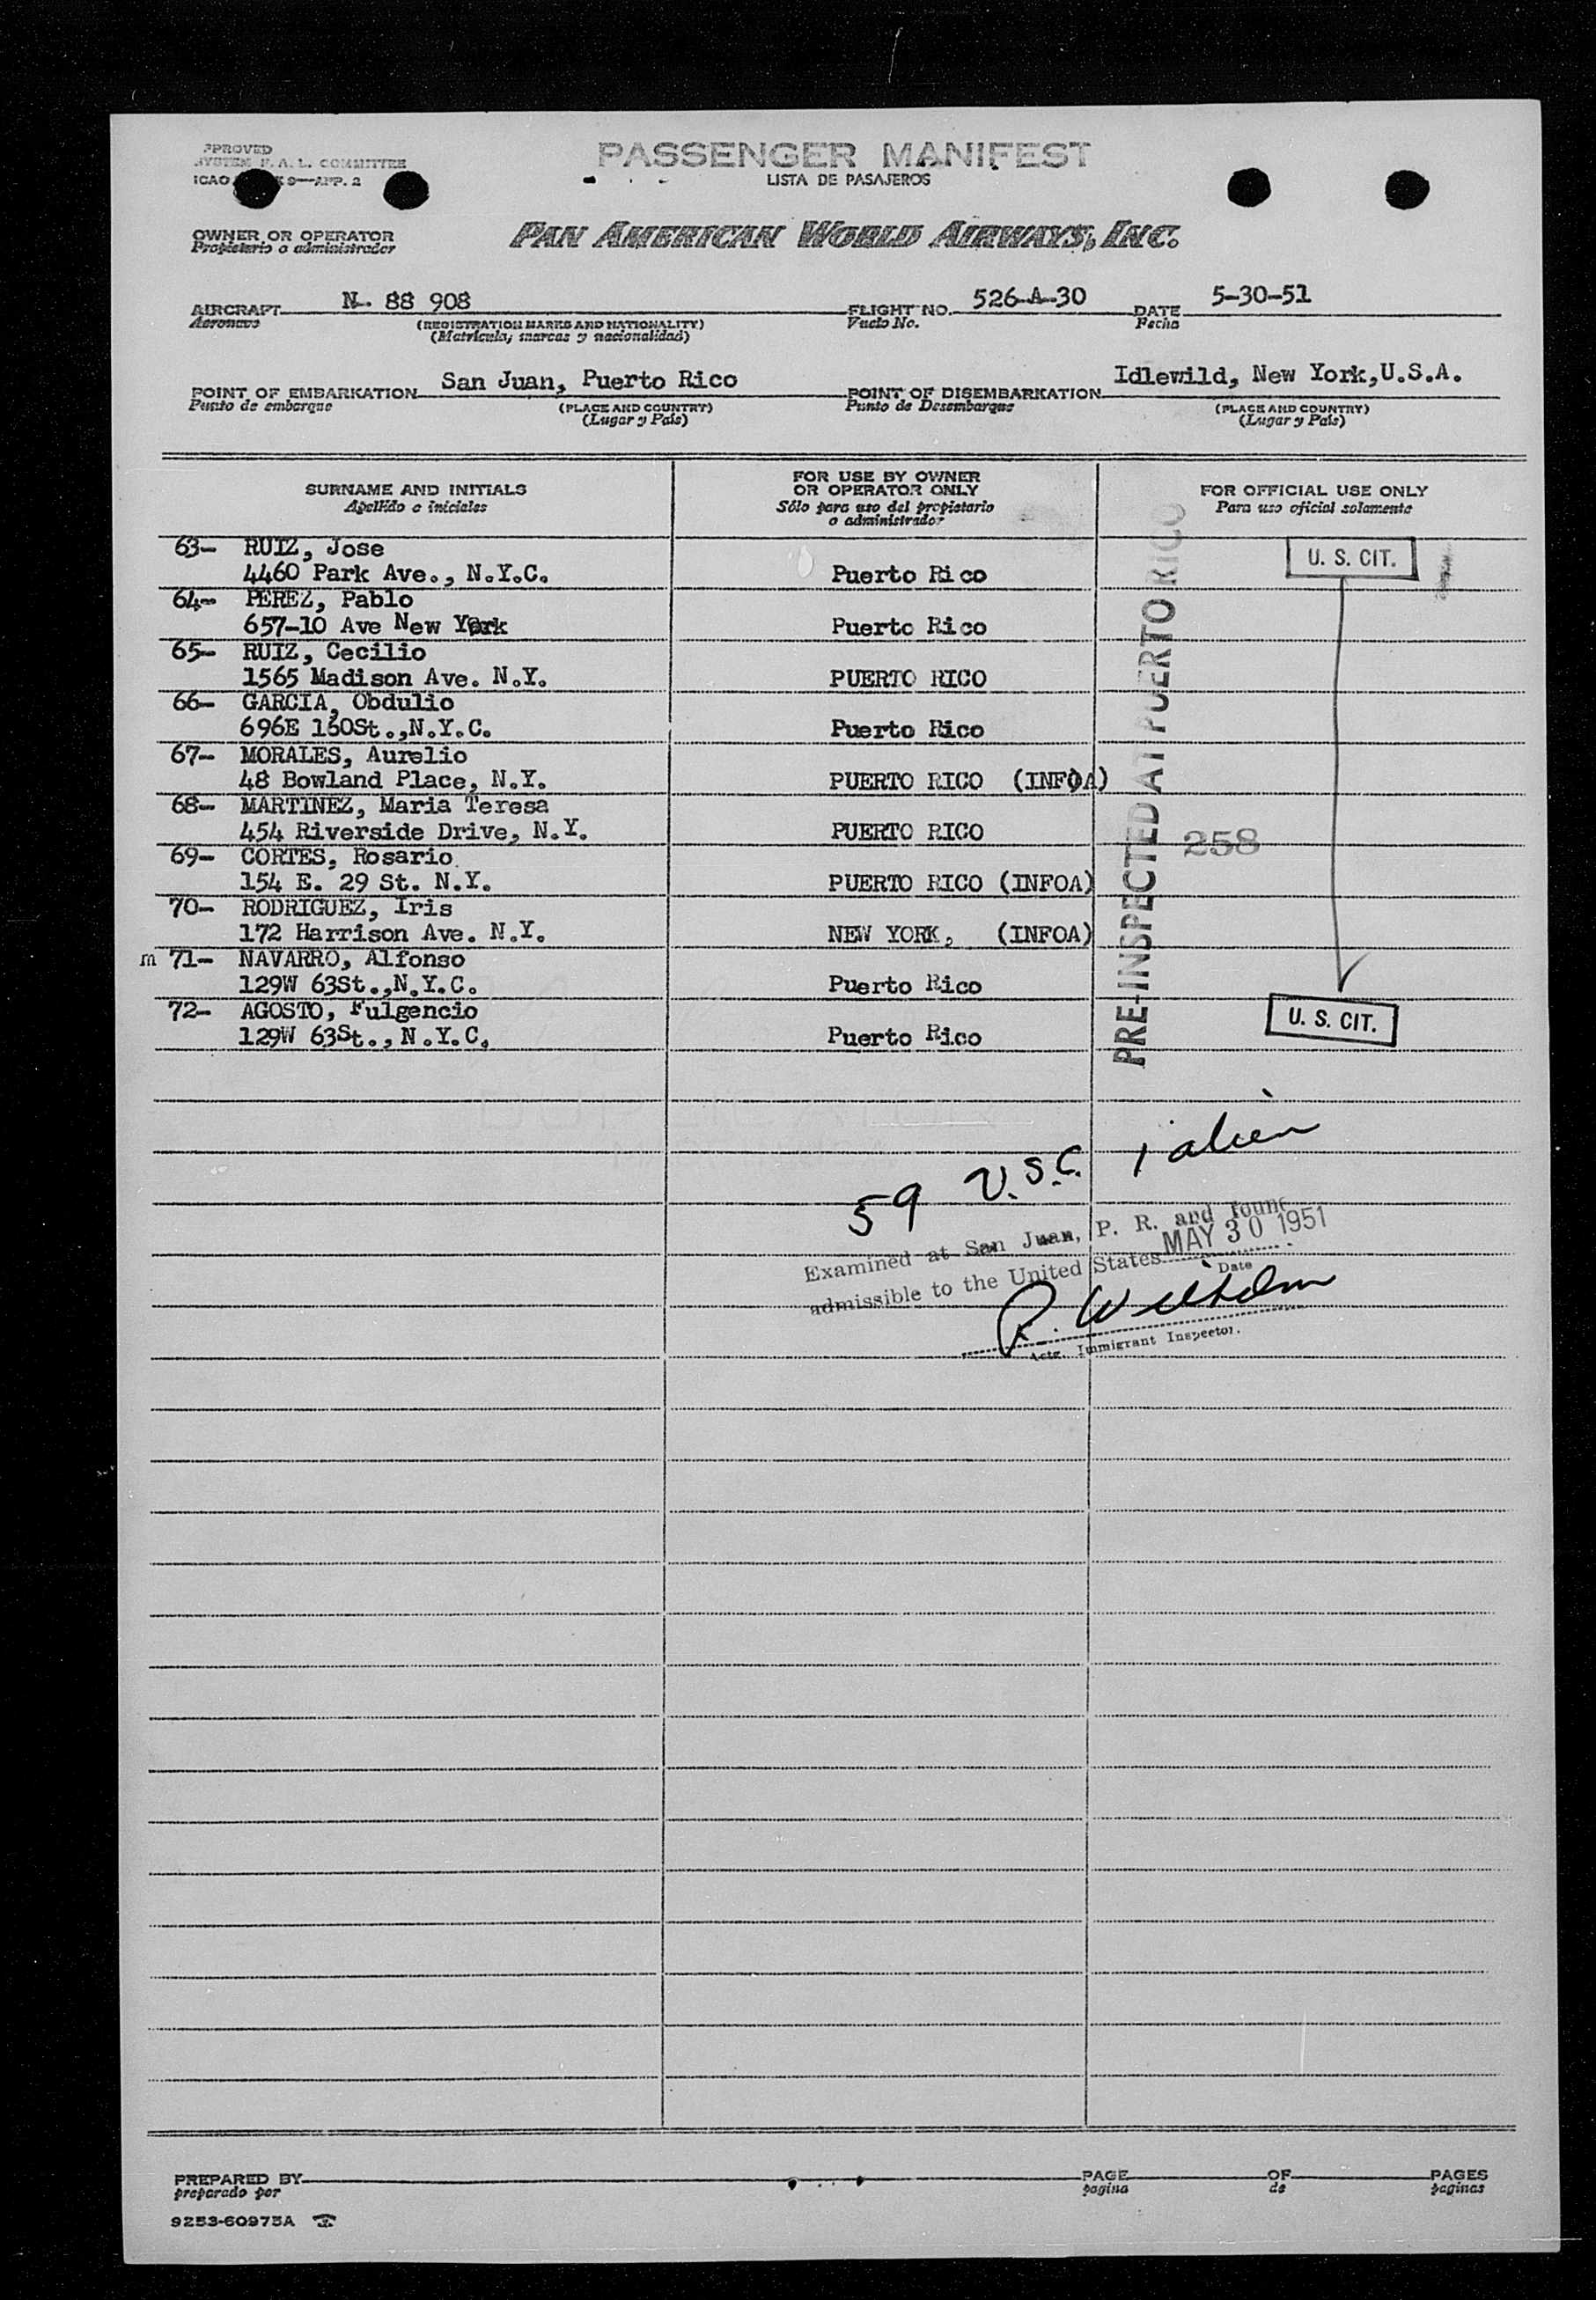 PPROVED
SYSTEM F. A. L. COMMITTEE
ICAO 9—APP. 2
PASSENGER MANIFEST
LISTA DE PASAJEROS
OWNER OR OPERATOR
Propietario o administrador
PAN AMERICAN WORLD AIRWAYS, INC.
AIRCRAFT N. 88 908 FLIGHT NO. 526-A-30 DATE 5-30-51
Aeronave (REGISTRATION MARKS AND NATIONALITY) Vuelo No. Fecha
(Matricula, marcas y nacionalidad)
POINT OF EMBARKATION San Juan, Puerto Rico POINT OF DISEMBARKATION Idlewild, New York,U.S.A.
Punto de embarque (PLACE AND COUNTRY) Punto de Desembarque (PLACE AND COUNTRY)
(Lugar y País) (Lugar y País)
SURNAME AND INITIALS
Apellido e iniciales
FOR USE BY OWNER
OR OPERATOR ONLY
Sólo para uso del propietario
o administrador
FOR OFFICIAL USE ONLY
Para uso oficial solamente
63- RUIZ, Jose
4460 Park Ave., N.Y.C. Puerto Rico
U. S. CIT.
64- PEREZ, Pablo
657-10 Ave New York Puerto Rico
65- RUIZ, Cecilio
1565 Madison Ave. N.Y. PUERTO RICO
66- GARCIA, Obdulio
696E 160St.,N.Y.C. Puerto Rico
67- MORALES, Aurelio
48 Bowland Place, N.Y. PUERTO RICO (INFOA)
68- MARTINEZ, Maria Teresa
454 Riverside Drive, N.Y. PUERTO RICO
258
69- CORTES, Rosario
154 E. 29 St. N.Y. PUERTO RICO (INFOA)
70- RODRIGUEZ, Iris
172 Harrison Ave. N.Y. NEW YORK, (INFOA)
m 71- NAVARRO, Alfonso
129W 63St.,N.Y.C. Puerto Rico
72- AGOSTO, Fulgencio
129W 63St., N.Y.C. Puerto Rico
U. S. CIT.
PRE-INSPECTED AT PUERTO RICO
59 U.S.C. 1 alien
Examined at San Juan, P. R. and found
admissible to the United States MAY 30 1951
Date
R. Wilhelm
Actg. Immigrant Inspector.
PREPARED BY PAGE OF PAGES
preparado por pagina de paginas
9253-60975A